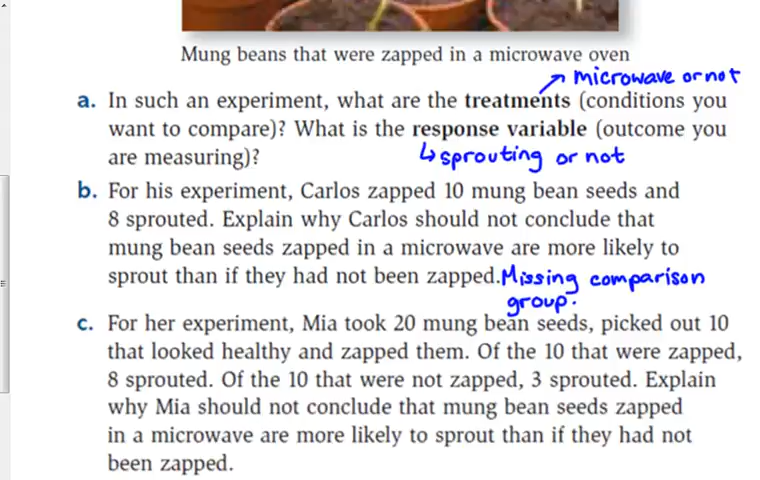 Mung beans that were zapped in a microwave oven
microwave or not
a. In such an experiment, what are the treatments (conditions you
want to compare)? What is the response variable (outcome you
are measuring)?
sprouting or not
b. For his experiment, Carlos zapped 10 mung bean seeds and
8 sprouted. Explain why Carlos should not conclude that
mung bean seeds zapped in a microwave are more likely to
sprout than if they had not been zapped. Missing comparison
group.
c. For her experiment, Mia took 20 mung bean seeds, picked out 10
that looked healthy and zapped them. Of the 10 that were zapped,
8 sprouted. Of the 10 that were not zapped, 3 sprouted. Explain
why Mia should not conclude that mung bean seeds zapped
in a microwave are more likely to sprout than if they had not
been zapped.